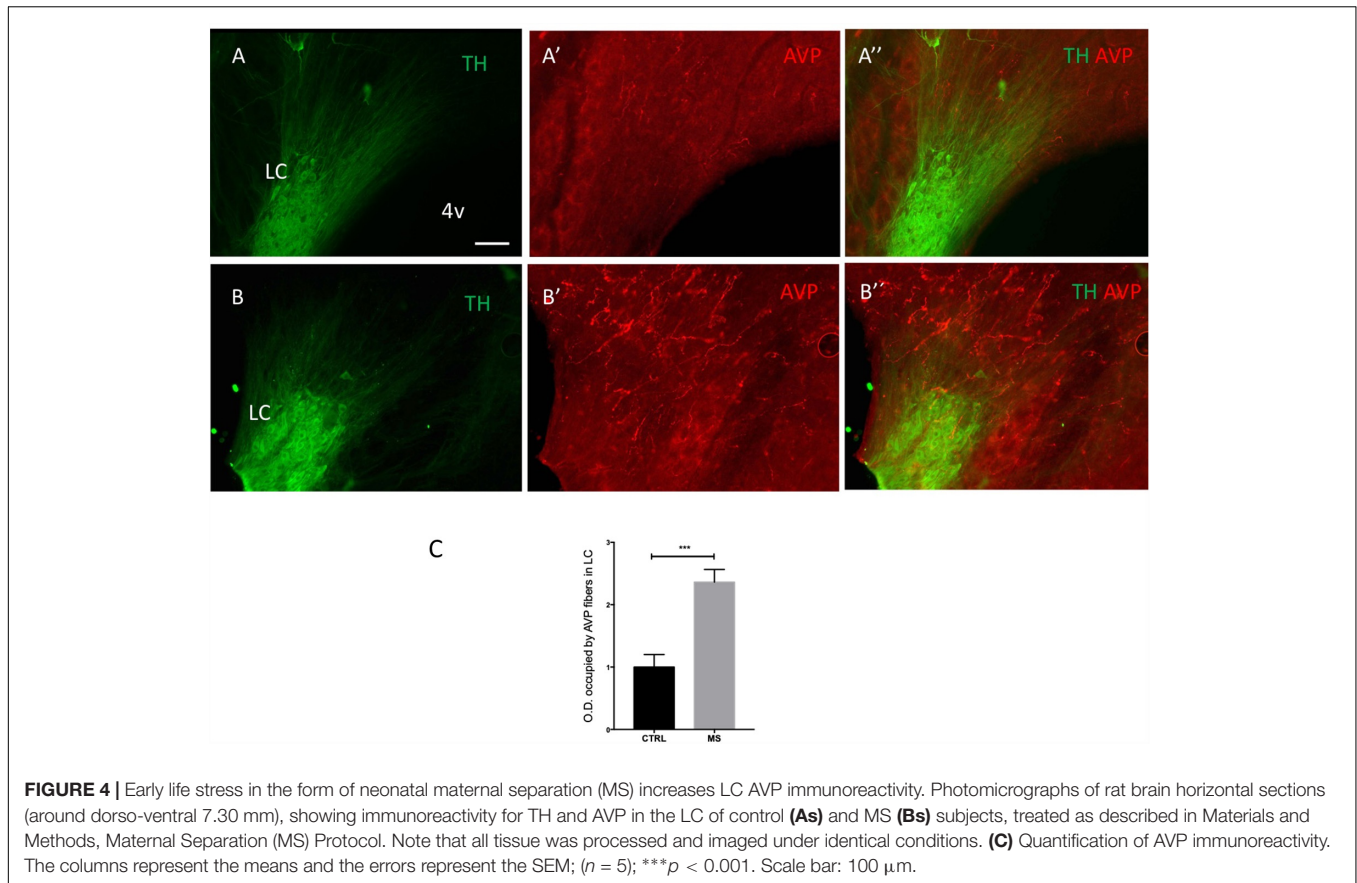 A TH
A' AVP
A'' TH AVP
LC
4v
B TH
B' AVP
B'' TH AVP
LC
C
***
3
2
1
0
O.D. occupied by AVP fibers in LC
CTRL MS
FIGURE 4 | Early life stress in the form of neonatal maternal separation (MS) increases LC AVP immunoreactivity. Photomicrographs of rat brain horizontal sections
(around dorso-ventral 7.30 mm), showing immunoreactivity for TH and AVP in the LC of control (As) and MS (Bs) subjects, treated as described in Materials and
Methods, Maternal Separation (MS) Protocol. Note that all tissue was processed and imaged under identical conditions. (C) Quantification of AVP immunoreactivity.
The columns represent the means and the errors represent the SEM; (n = 5); ***p < 0.001. Scale bar: 100 μm.